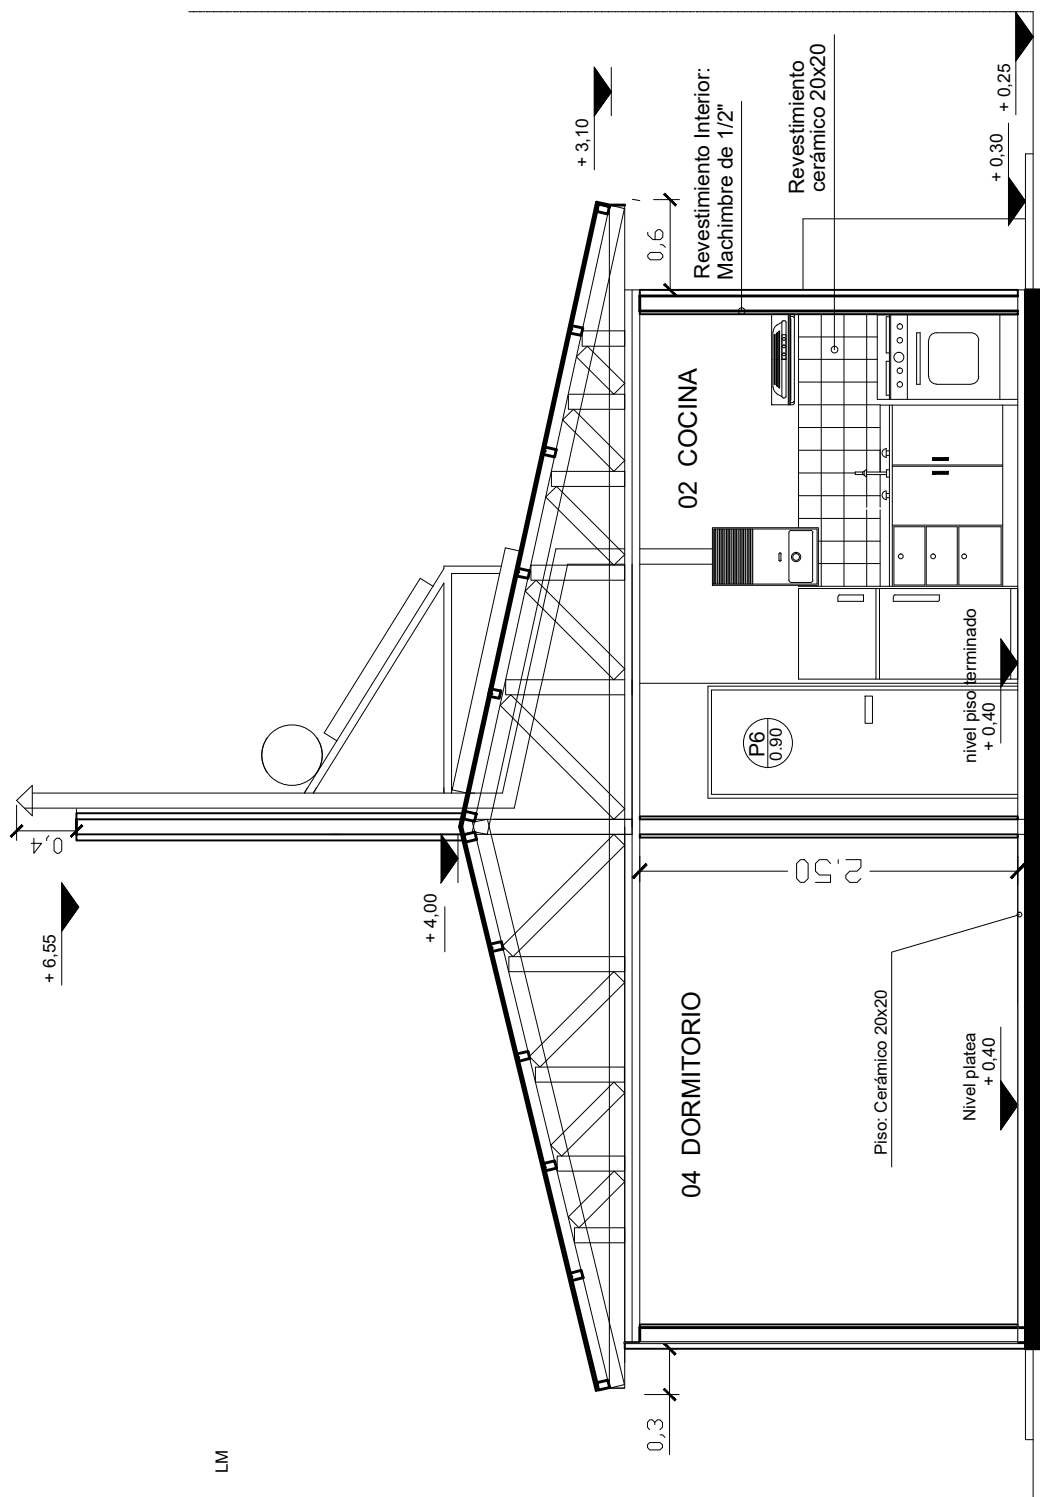 LM
+ 6,55
0,4
+ 4,00
+ 3,10
0,6
Revestimiento Interior:
Machimbre de 1/2"
Revestimiento
cerámico 20x20
+ 0,30
+ 0,25
02 COCINA
P6
0.90
nivel piso terminado
+ 0,40
2.50
04 DORMITORIO
Piso: Cerámico 20x20
Nivel platea
+ 0,40
0,3